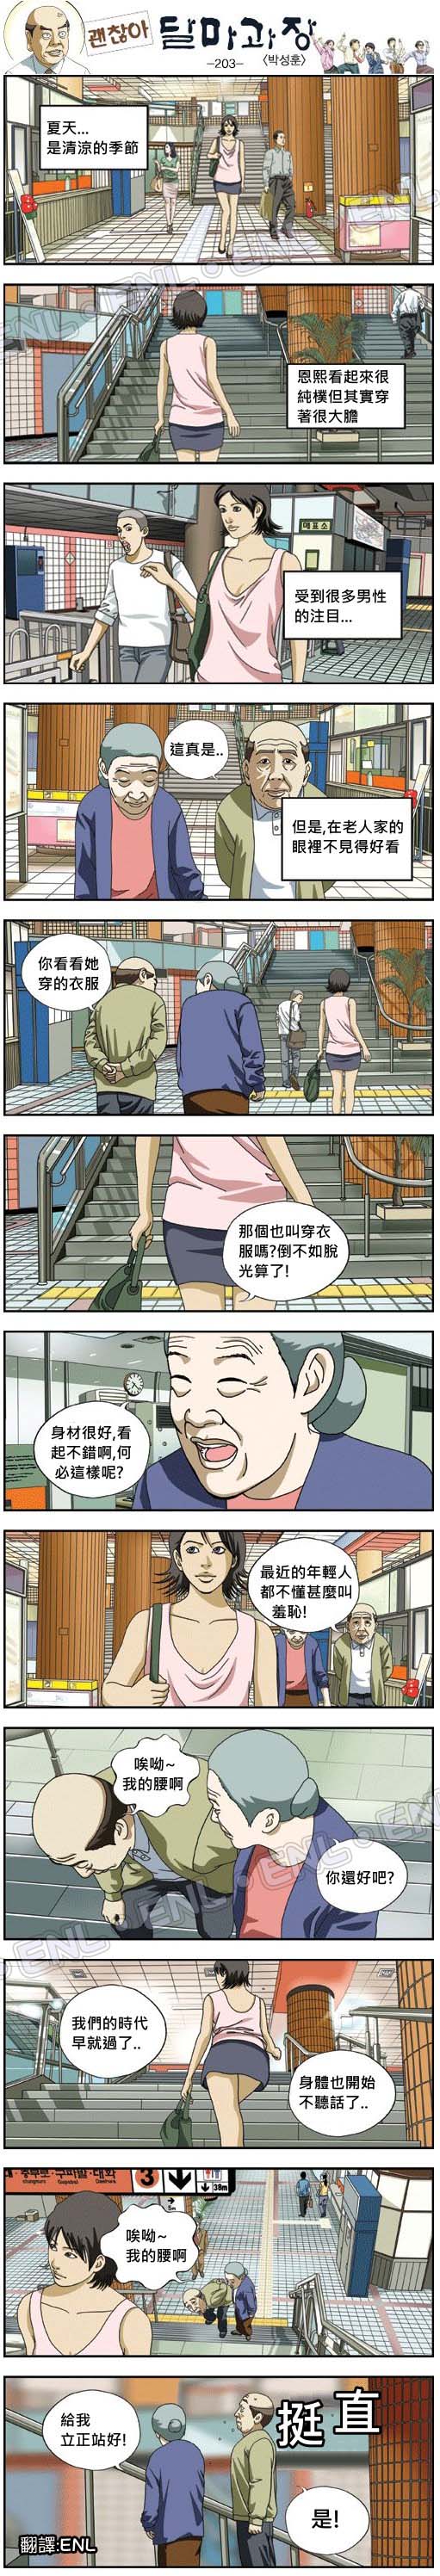 괜찮아
달마과장
-203-
<박성훈>
夏天...
是清涼的季節
恩熙看起來很
純樸但其實穿
著很大膽
매표소
受到很多男性
的注目...
這真是..
但是,在老人家的
眼裡不見得好看
你看看她
穿的衣服
那個也叫穿衣
服嗎?倒不如脫
光算了!
身材很好,看
起不錯啊,何
必這樣呢?
最近的年輕人
都不懂甚麼叫
羞恥!
唉呦~
我的腰啊
你還好吧?
我們的時代
早就過了..
身體也開始
不聽話了..
3
38m
唉呦~
我的腰啊
給我
立正站好!
挺直
是!
翻譯:ENL